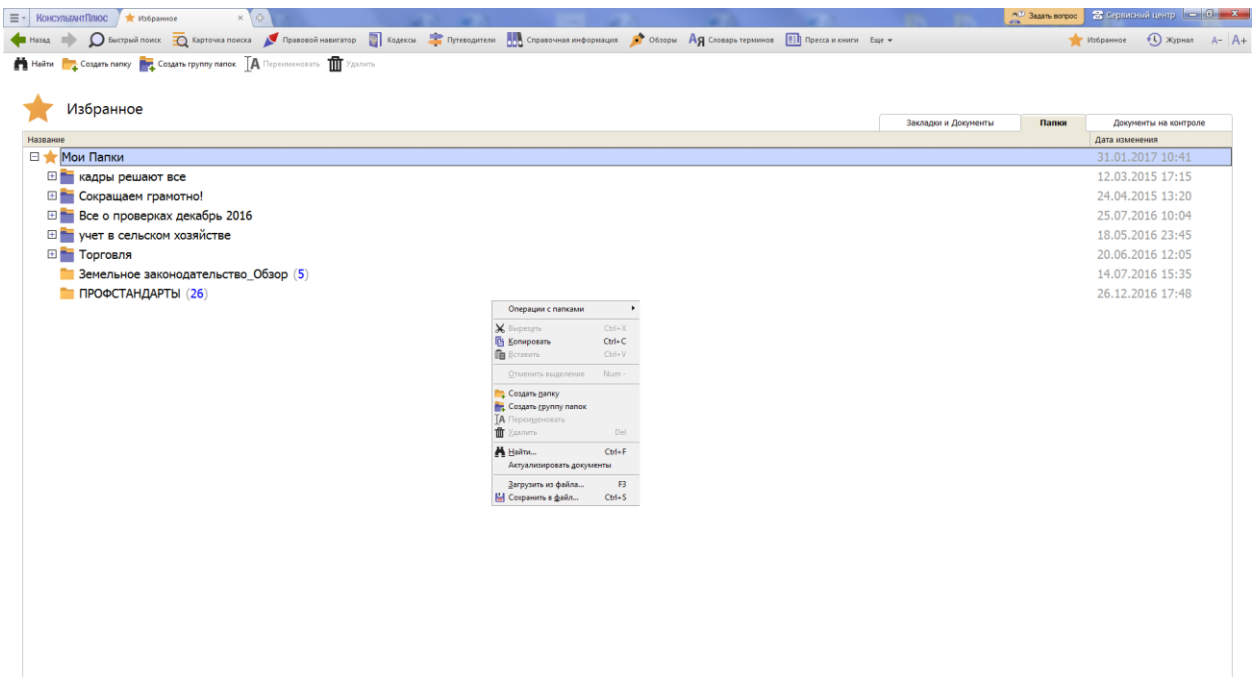 КонсультантПлюс Избранное Задать вопрос Сервисный центр
Назад Быстрый поиск Карточка поиска Правовой навигатор Кодексы Путеводители Справочная информация Обзоры Словарь терминов Пресса и книги Еще Избранное Журнал А- А+
Найти Создать папку Создать группу папок Переименовать Удалить
Избранное
Закладки и Документы Папки Документы на контроле
Название Дата изменения
Мои Папки 31.01.2017 10:41
кадры решают все 12.03.2015 17:15
Сокращаем грамотно! 24.04.2015 13:20
Все о проверках декабрь 2016 25.07.2016 10:04
учет в сельском хозяйстве 18.05.2016 23:45
Торговля 20.06.2016 12:05
Земельное законодательство_Обзор (5) 14.07.2016 15:35
ПРОФСТАНДАРТЫ (26) 26.12.2016 17:48
Операции с папками
Вырезать Ctrl+X
Копировать Ctrl+C
Вставить Ctrl+V
Отменить выделение Num -
Создать папку
Создать группу папок
Переименовать
Удалить Del
Найти... Ctrl+F
Актуализировать документы
Загрузить из файла... F3
Сохранить в файл... Ctrl+S